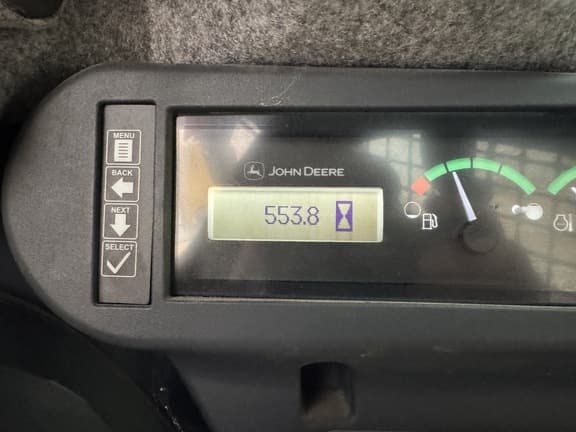 MENU
BACK
NEXT
SELECT
JOHN DEERE
553.8